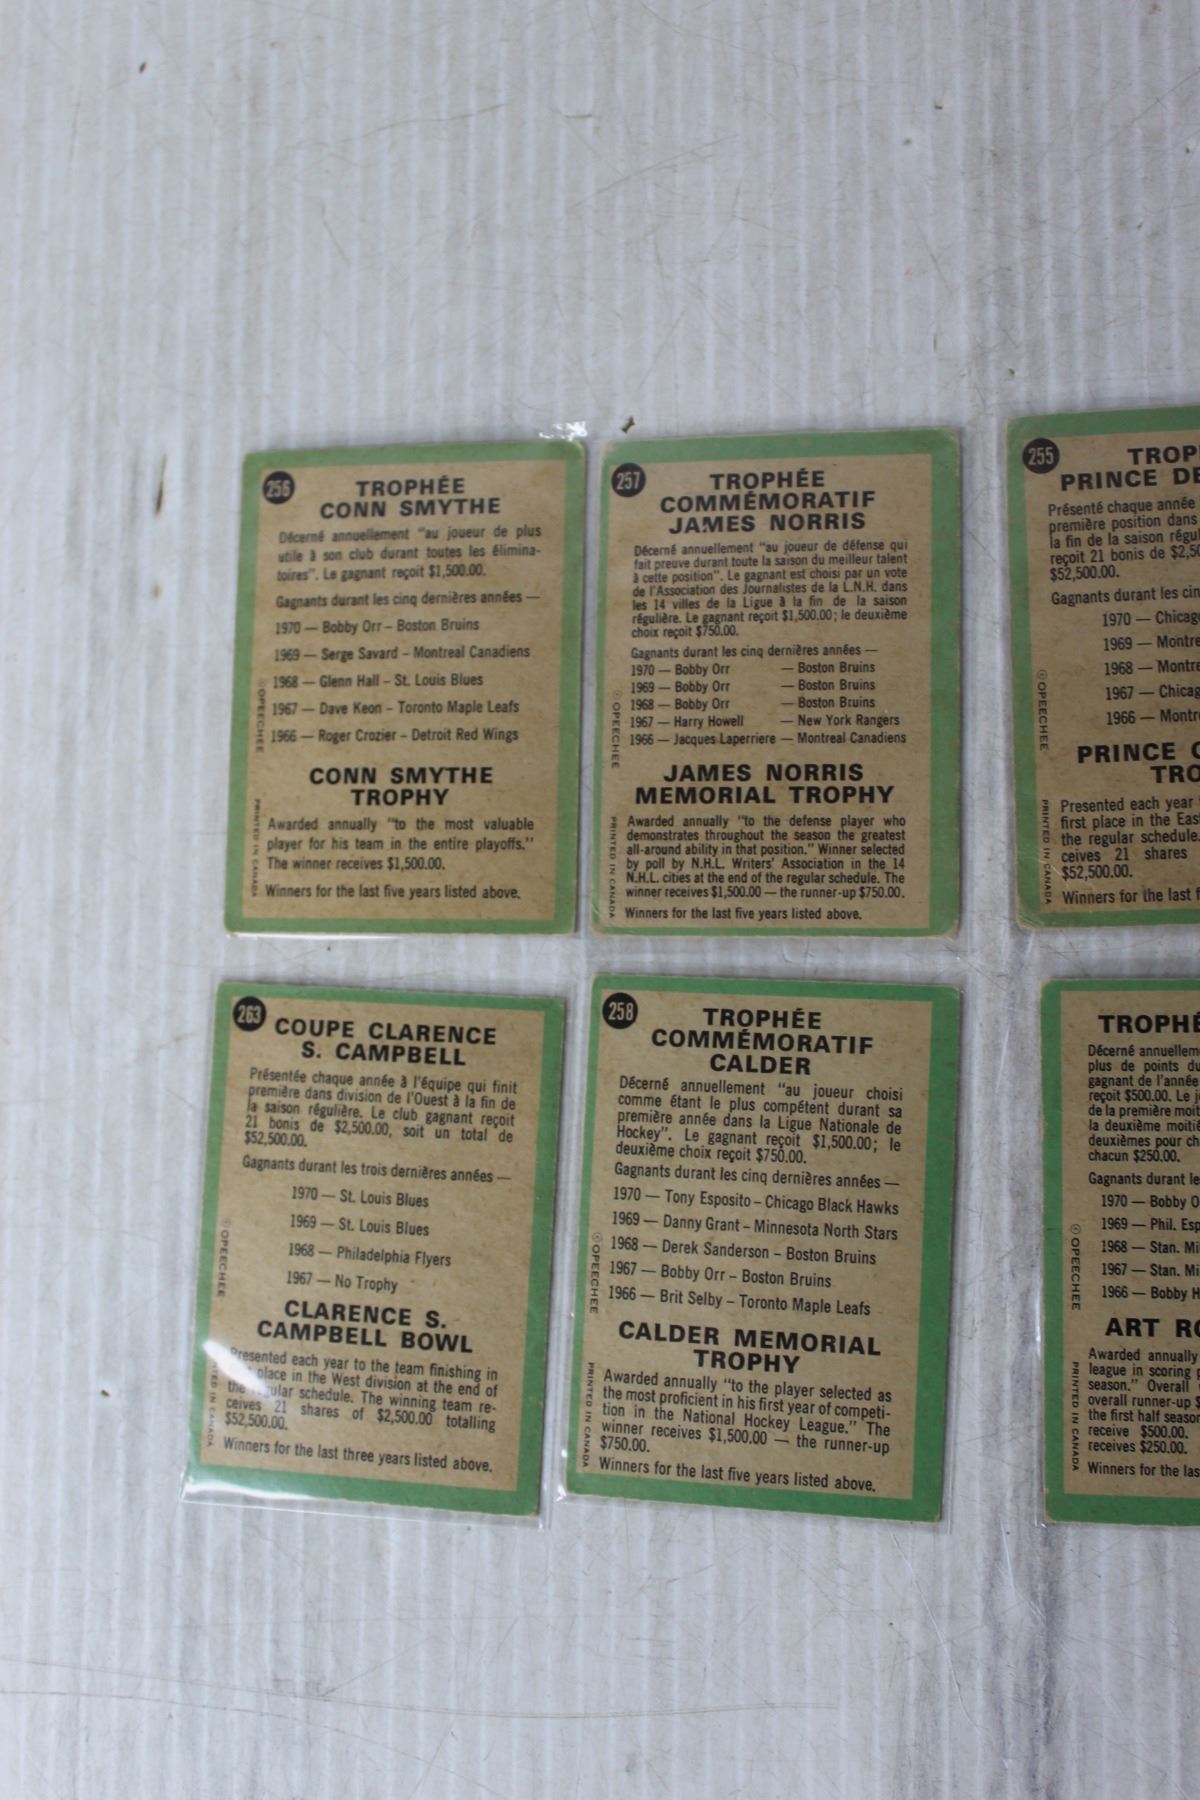 256
TROPHÉE
CONN SMYTHE
Décerné annuellement "au joueur de plus
utile à son club durant toutes les élimina-
toires". Le gagnant reçoit $1,500.00.
Gagnants durant les cinq dernières années —
1970 — Bobby Orr – Boston Bruins
1969 — Serge Savard – Montreal Canadiens
1968 — Glenn Hall – St. Louis Blues
1967 — Dave Keon – Toronto Maple Leafs
1966 — Roger Crozier – Detroit Red Wings
CONN SMYTHE
TROPHY
Awarded annually "to the most valuable
player for his team in the entire playoffs."
The winner receives $1,500.00.
Winners for the last five years listed above.
© OPEECHEE
PRINTED IN CANADA
257
TROPHÉE
COMMÉMORATIF
JAMES NORRIS
Décerné annuellement "au joueur de défense qui
fait preuve durant toute la saison du meilleur talent
à cette position". Le gagnant est choisi par un vote
de l'Association des Journalistes de la L.N.H. dans
les 14 villes de la Ligue à la fin de la saison
régulière. Le gagnant reçoit $1,500.00; le deuxième
choix reçoit $750.00.
Gagnants durant les cinq dernières années —
1970 — Bobby Orr — Boston Bruins
1969 — Bobby Orr — Boston Bruins
1968 — Bobby Orr — Boston Bruins
1967 — Harry Howell — New York Rangers
1966 — Jacques Laperriere — Montreal Canadiens
JAMES NORRIS
MEMORIAL TROPHY
Awarded annually "to the defense player who
demonstrates throughout the season the greatest
all-around ability in that position." Winner selected
by poll by N.H.L. Writers' Association in the 14
N.H.L. cities at the end of the regular schedule. The
winner receives $1,500.00 — the runner-up $750.00.
Winners for the last five years listed above.
© OPEECHEE
PRINTED IN CANADA
255
TROP
PRINCE DE
Présenté chaque année
première position dans
la fin de la saison régul
reçoit 21 bonis de $2,50
$52,500.00.
Gagnants durant les cin
1970 — Chicag
1969 — Montre
1968 — Montre
1967 — Chicag
1966 — Montr
PRINCE O
TRO
Presented each year
first place in the East
the regular schedule.
ceives 21 shares
$52,500.00.
Winners for the last f
© OPEECHEE
PRINTED IN CANADA
263
COUPE CLARENCE
S. CAMPBELL
Présentée chaque année à l'équipe qui finit
première dans division de l'Ouest à la fin de
la saison régulière. Le club gagnant reçoit
21 bonis de $2,500.00, soit un total de
$52,500.00.
Gagnants durant les trois dernières années —
1970 — St. Louis Blues
1969 — St. Louis Blues
1968 — Philadelphia Flyers
1967 — No Trophy
CLARENCE S.
CAMPBELL BOWL
Presented each year to the team finishing in
place in the West division at the end of
the regular schedule. The winning team re-
ceives 21 shares of $2,500.00 totalling
$52,500.00.
Winners for the last three years listed above.
© OPEECHEE
IN CANADA
258
TROPHÉE
COMMÉMORATIF
CALDER
Décerné annuellement "au joueur choisi
comme étant le plus compétent durant sa
première année dans la Ligue Nationale de
Hockey". Le gagnant reçoit $1,500.00; le
deuxième choix reçoit $750.00.
Gagnants durant les cinq dernières années —
1970 — Tony Esposito – Chicago Black Hawks
1969 — Danny Grant – Minnesota North Stars
1968 — Derek Sanderson – Boston Bruins
1967 — Bobby Orr – Boston Bruins
1966 — Brit Selby – Toronto Maple Leafs
CALDER MEMORIAL
TROPHY
Awarded annually "to the player selected as
the most proficient in his first year of competi-
tion in the National Hockey League." The
winner receives $1,500.00 — the runner-up
$750.00.
Winners for the last five years listed above.
© OPEECHEE
PRINTED IN CANADA
TROPHÉ
Décerné annuellem
plus de points du
gagnant de l'année
reçoit $500.00. Le j
de la première moit
la deuxième moitié
deuxièmes pour ch
chacun $250.00.
Gagnants durant le
1970 — Bobby O
1969 — Phil. Esp
1968 — Stan. Mi
1967 — Stan. Mi
1966 — Bobby H
ART RO
Awarded annually
league in scoring p
season." Overall
overall runner-up $
the first half season
receive $500.00.
receives $250.00.
Winners for the las
© OPEECHEE
PRINTED IN CANADA